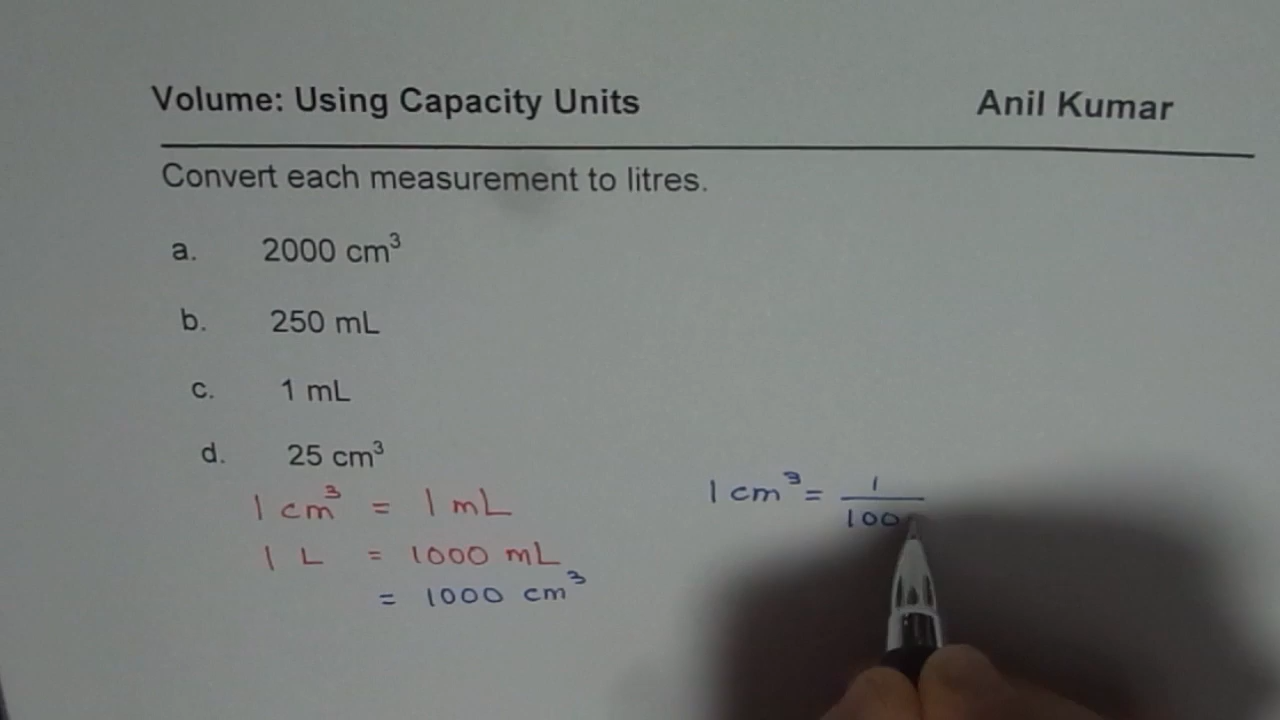 Volume: Using Capacity Units Anil Kumar
Convert each measurement to litres.
a. 2000 cm³
b. 250 mL
c. 1 mL
d. 25 cm³
1 cm³ = 1 mL
1 L = 1000 mL
= 1000 cm³
1 cm³ = 1/100